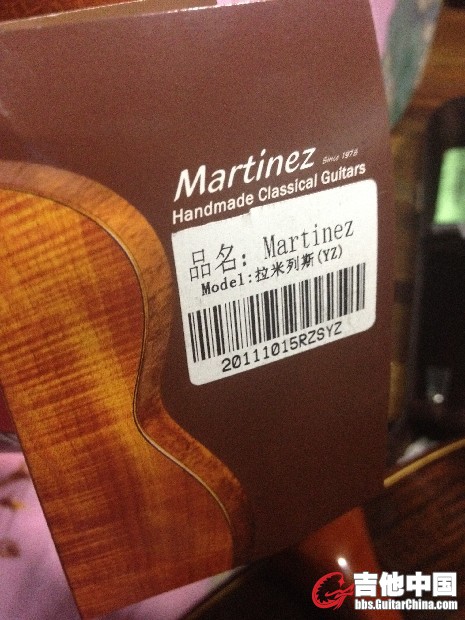 Martinez Since 1978
Handmade Classical Guitars
品名: Martinez
Model:拉米列斯(YZ)
20111015RZSYZ
吉他中国
bbs.GuitarChina.com